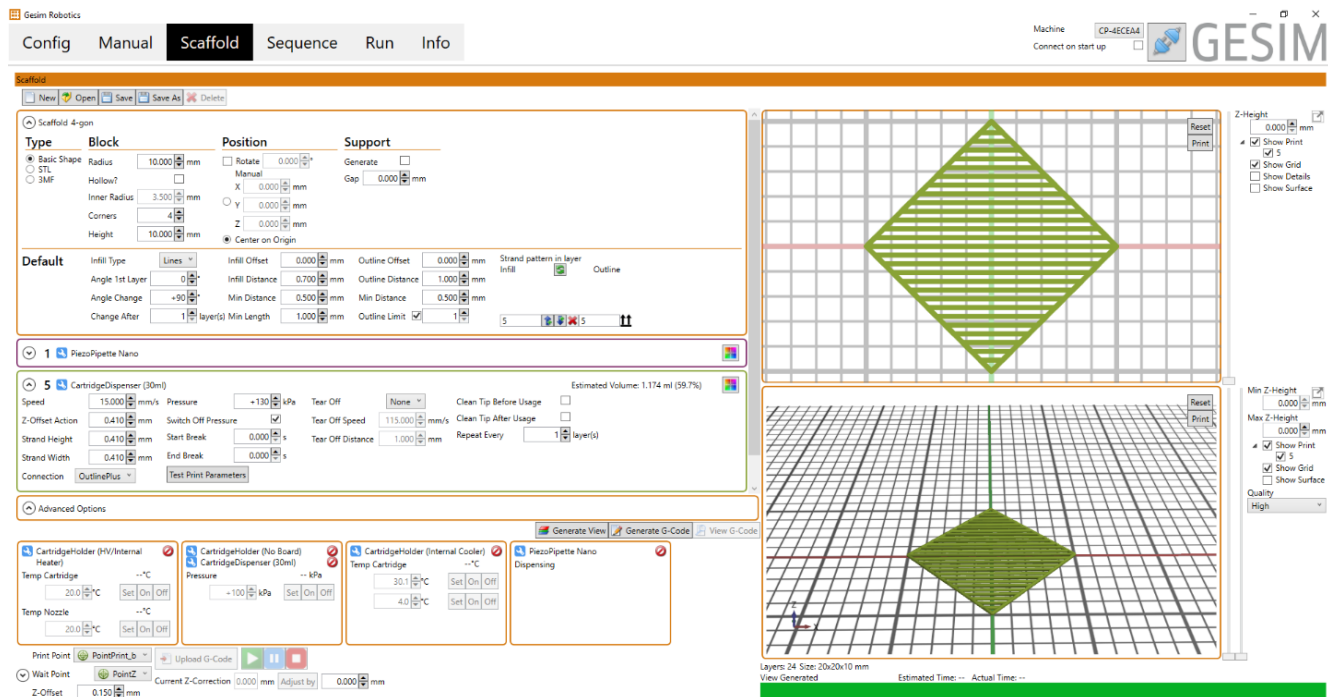 Gesim Robotics
Config Manual Scaffold Sequence Run Info
Machine CP-4ECEA4
Connect on start up
GESIM
Scaffold
New Open Save Save As Delete
Scaffold 4-gon
Type Block Position Support
Basic Shape Radius 10.000 mm Rotate 0.000 ° Generate
STL Hollow? Manual Gap 0.000 mm
3MF Inner Radius 3.500 mm X 0.000 mm
Corners 4 Y 0.000 mm
Height 10.000 mm Z 0.000 mm
Center on Origin
Default Infill Type Lines Infill Offset 0.000 mm Outline Offset 0.000 mm Strand pattern in layer
Infill Outline
Angle 1st Layer 0 ° Infill Distance 0.700 mm Outline Distance 1.000 mm
Angle Change +90 ° Min Distance 0.500 mm Min Distance 0.500 mm
Change After 1 layer(s) Min Length 1.000 mm Outline Limit 1 5 5
1 PiezoPipette Nano
5 CartridgeDispenser (30ml) Estimated Volume: 1.174 ml (59.7%)
Speed 15.000 mm/s Pressure +130 kPa Tear Off None Clean Tip Before Usage
Z-Offset Action 0.410 mm Switch Off Pressure Tear Off Speed 115.000 mm/s Clean Tip After Usage
Strand Height 0.410 mm Start Break 0.000 s Tear Off Distance 1.000 mm Repeat Every 1 layer(s)
Strand Width 0.410 mm End Break 0.000 s
Connection OutlinePlus Test Print Parameters
Advanced Options
Generate View Generate G-Code View G-Code
CartridgeHolder (HV/Internal Heater)
Temp Cartridge --°C
20.0 °C Set On Off
Temp Nozzle --°C
20.0 °C Set On Off
CartridgeHolder (No Board)
CartridgeDispenser (30ml)
Pressure -- kPa
+100 kPa Set On Off
CartridgeHolder (Internal Cooler)
Temp Cartridge --°C
30.1 °C Set On Off
4.0 °C Set On Off
PiezoPipette Nano
Dispensing
Print Point PointPrint_b Upload G-Code
Wait Point PointZ Current Z-Correction 0.000 mm Adjust by 0.000 mm
Z-Offset 0.150 mm
Reset
Print
Z-Height
0.000 mm
Show Print
5
Show Grid
Show Details
Show Surface
Reset
Print
Z
X
Min Z-Height
0.000 mm
Max Z-Height
0.000 mm
Show Print
5
Show Grid
Show Surface
Quality
High
Layers: 24 Size: 20x20x10 mm
View Generated Estimated Time: -- Actual Time: --